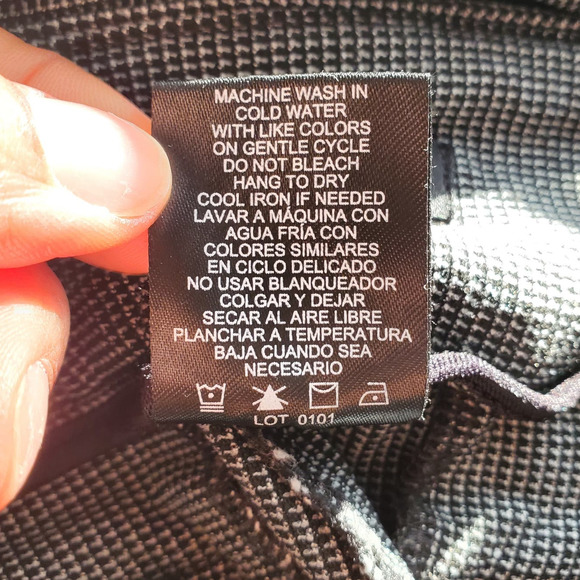 MACHINE WASH IN
COLD WATER
WITH LIKE COLORS
ON GENTLE CYCLE
DO NOT BLEACH
HANG TO DRY
COOL IRON IF NEEDED
LAVAR A MÁQUINA CON
AGUA FRÍA CON
COLORES SIMILARES
EN CICLO DELICADO
NO USAR BLANQUEADOR
COLGAR Y DEJAR
SECAR AL AIRE LIBRE
PLANCHAR A TEMPERATURA
BAJA CUANDO SEA
NECESARIO
LOT 0101